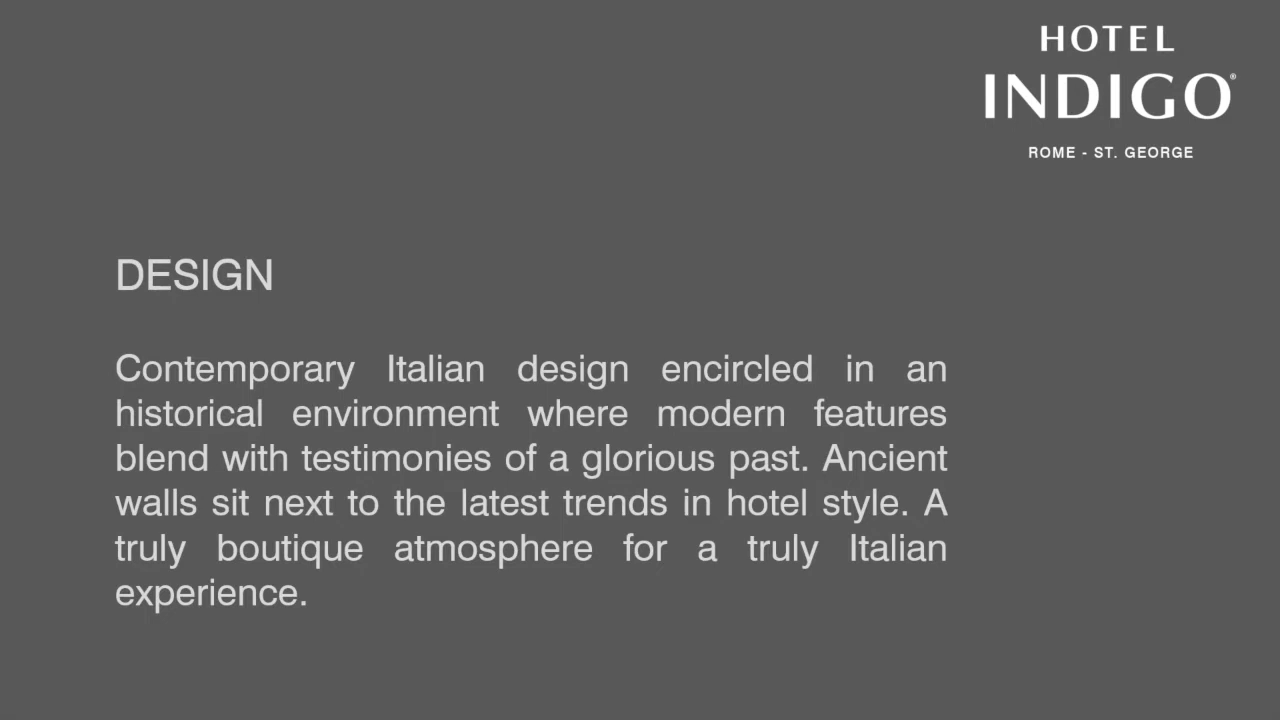 HOTEL
INDIGO®
ROME - ST. GEORGE
DESIGN
Contemporary Italian design encircled in an
historical environment where modern features
blend with testimonies of a glorious past. Ancient
walls sit next to the latest trends in hotel style. A
truly boutique atmosphere for a truly Italian
experience.